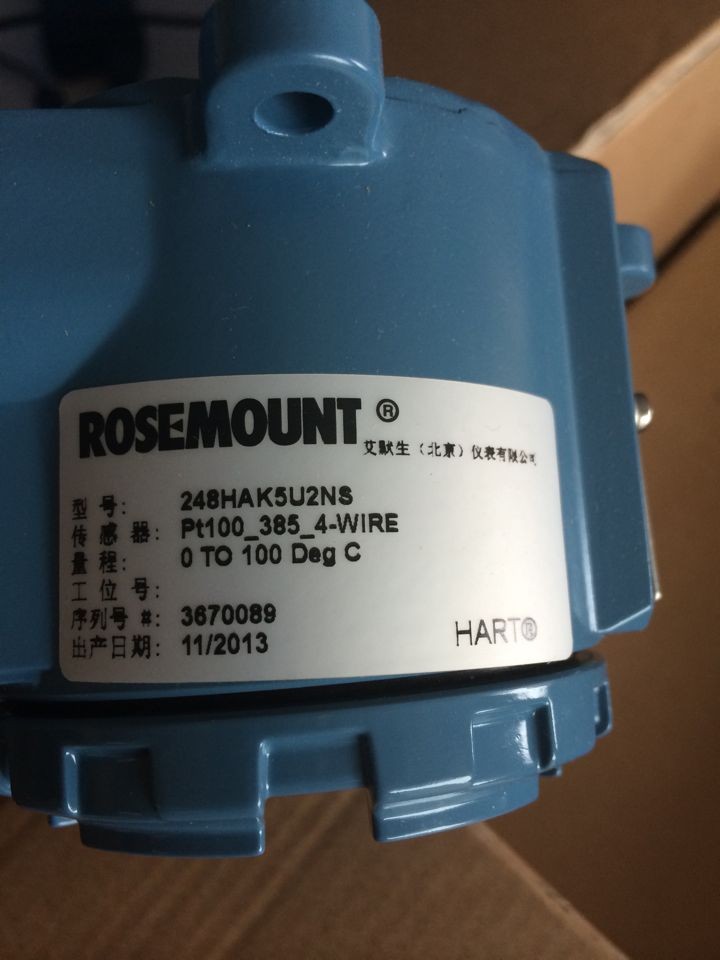 ROSEMOUNT ®
艾默生（北京）仪表有限公司
型 号: 248HAK5U2NS
传 感 器: Pt100_385_4-WIRE
量 程: 0 TO 100 Deg C
工 位 号:
序列号 #: 3670089
出产日期: 11/2013
HART®